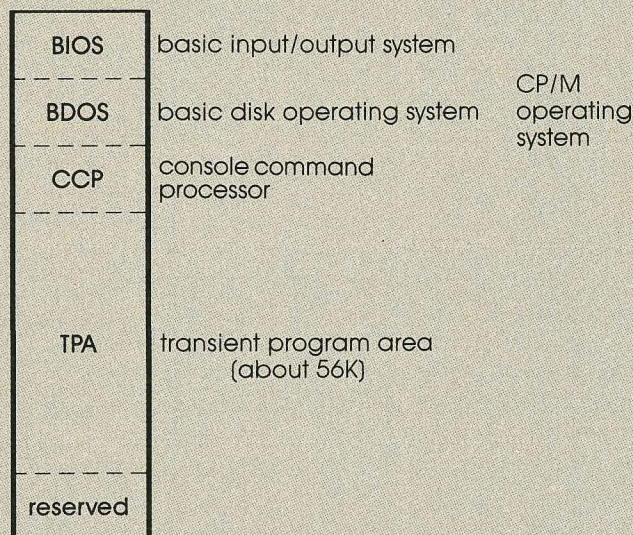 BIOS basic input/output system
BDOS basic disk operating system
CP/M
operating
system
CCP console command
processor
TPA transient program area
(about 56K)
reserved